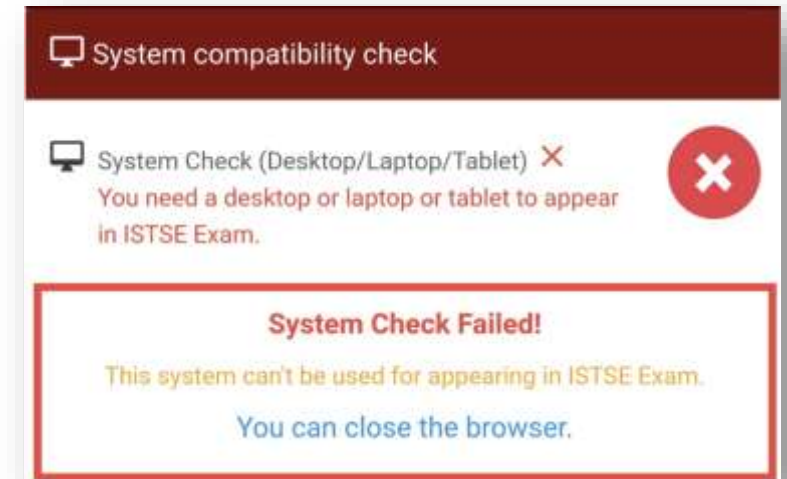 System compatibility check
System Check (Desktop/Laptop/Tablet)
You need a desktop or laptop or tablet to appear
in ISTSE Exam.
System Check Failed!
This system can't be used for appearing in ISTSE Exam.
You can close the browser.